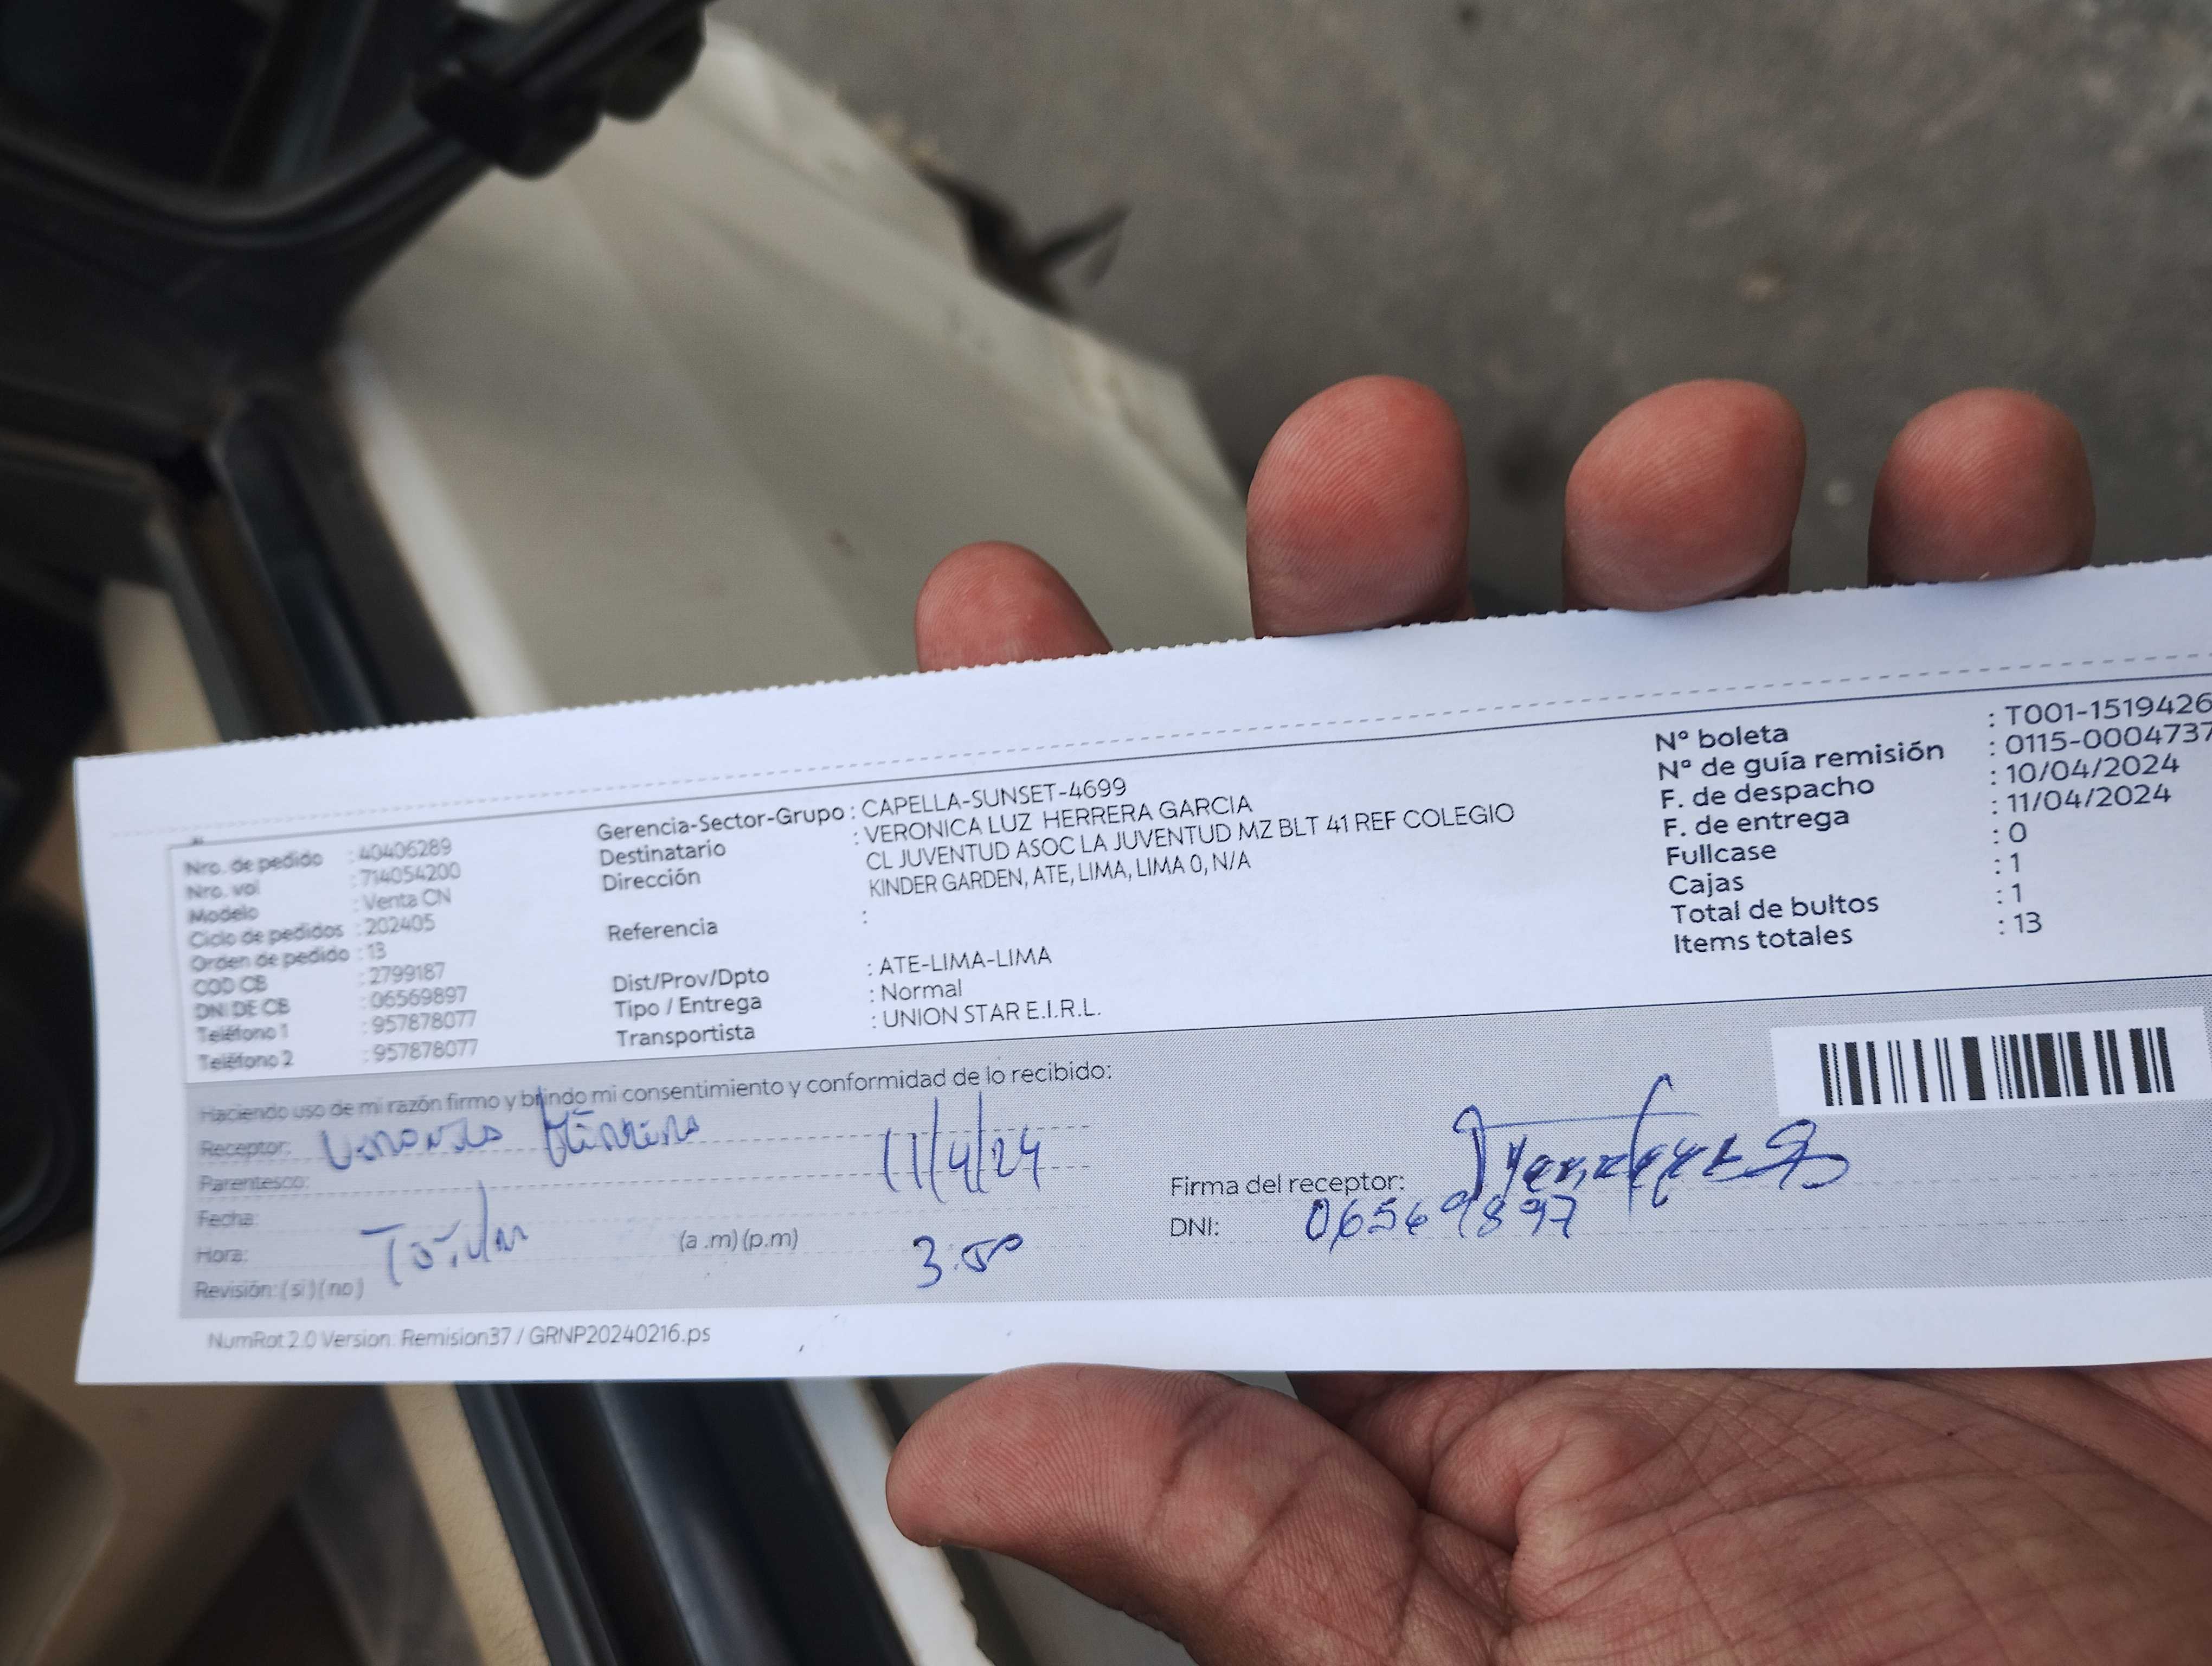 Nro. de pedido : 40406289
Nro. vol : 714054200
Modelo : Venta CN
Ciclo de pedidos : 202405
Orden de pedido : 13
COD CB : 2799187
DNI DE CB : 06569897
Teléfono 1 : 957878077
Teléfono 2 : 957878077
Gerencia-Sector-Grupo : CAPELLA-SUNSET-4699
Destinatario : VERONICA LUZ HERRERA GARCIA
Dirección CL JUVENTUD ASOC LA JUVENTUD MZ BLT 41 REF COLEGIO
KINDER GARDEN, ATE, LIMA, LIMA 0, N/A
Referencia :
Dist/Prov/Dpto : ATE-LIMA-LIMA
Tipo / Entrega : Normal
Transportista : UNION STAR E.I.R.L.
Nº boleta : T001-1519426
Nº de guía remisión : 0115-0004737
F. de despacho : 10/04/2024
F. de entrega : 11/04/2024
Fullcase : 0
Cajas : 1
Total de bultos : 1
Items totales : 13
Haciendo uso de mi razón firmo y brindo mi consentimiento y conformidad de lo recibido:
Receptor: Veronica Herrera
Parentesco:
Fecha: 11/4/24
Hora: (a .m) (p.m) 3:50
Revisión: ( si ) ( no )
Firma del receptor:
DNI: 06569897
NumRot 2.0 Version: Remision37 / GRNP20240216.ps